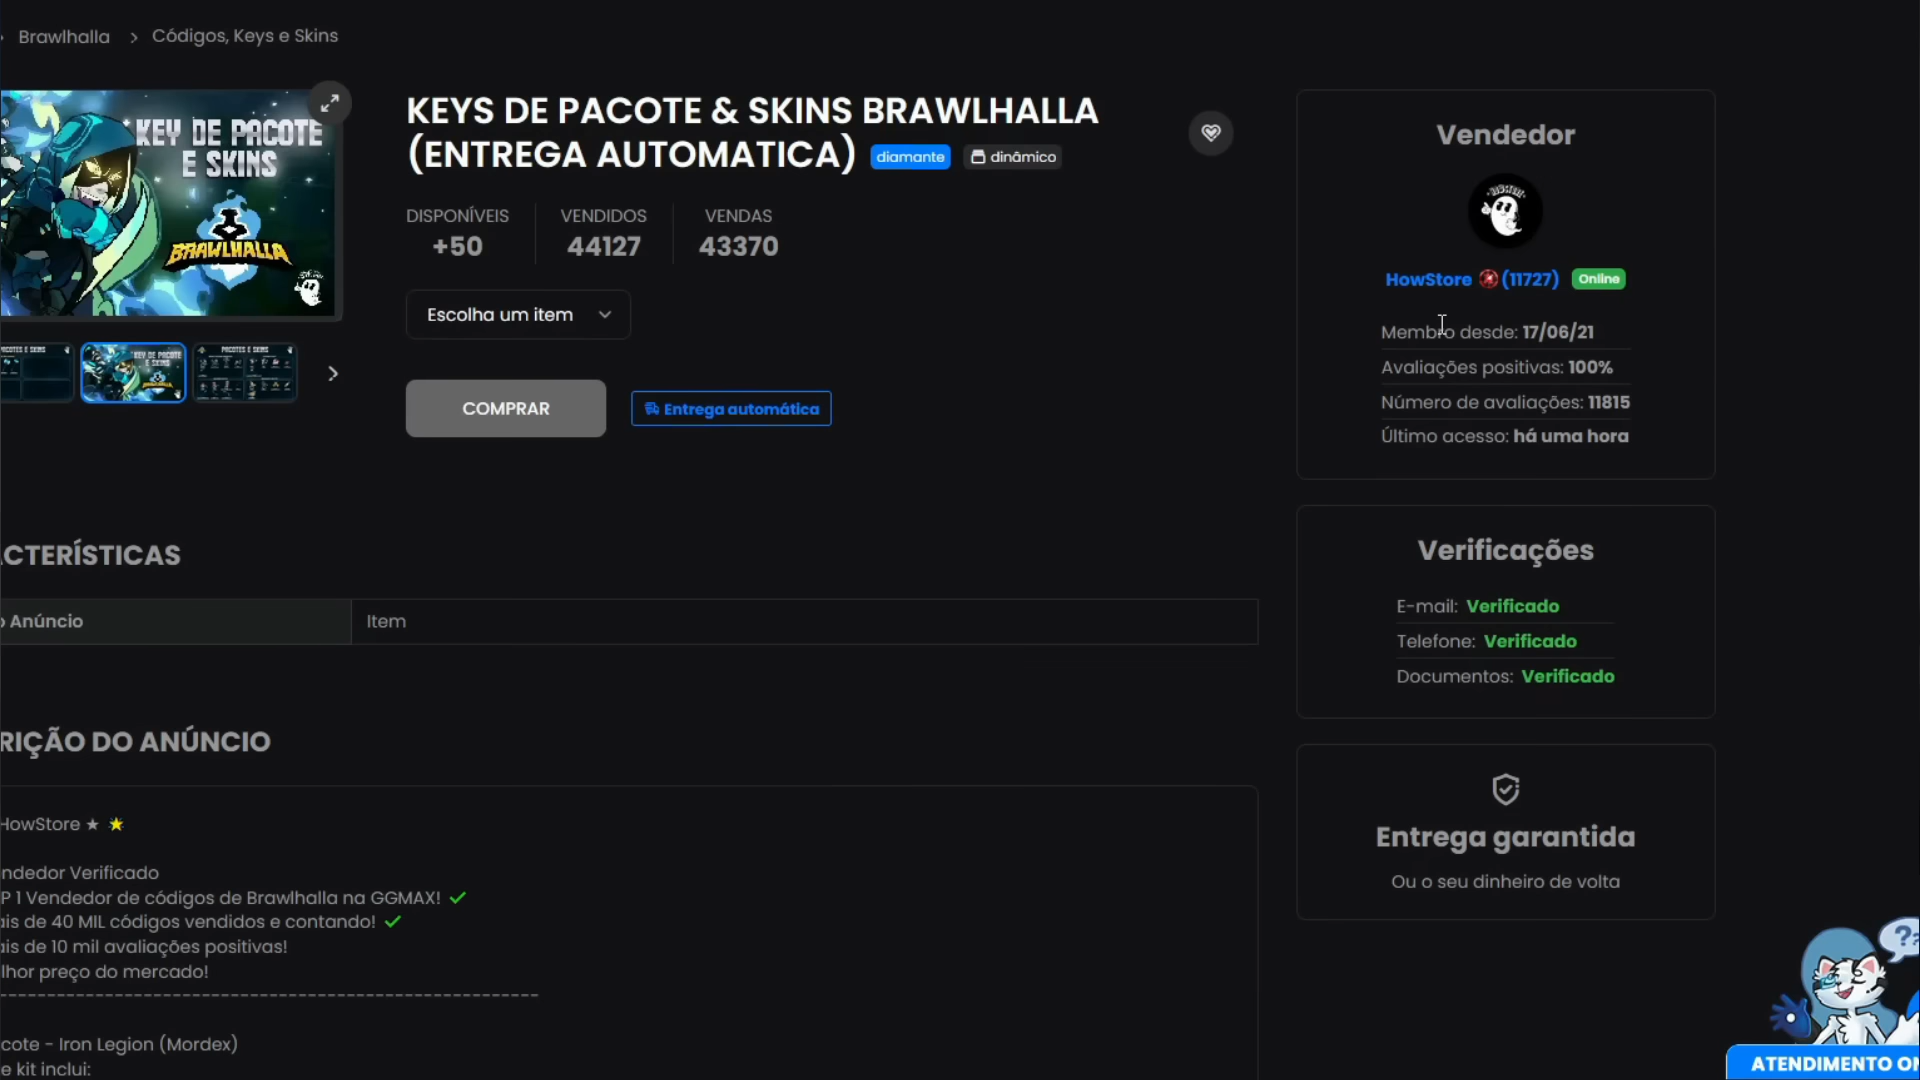 Brawlhalla > Códigos, Keys e Skins
KEY DE PACOTE
E SKINS
BRAWLHALLA
KEYS DE PACOTE & SKINS BRAWLHALLA
(ENTREGA AUTOMATICA) diamante dinâmico
DISPONÍVEIS VENDIDOS VENDAS
+50 44127 43370
Escolha um item
COMPRAR Entrega automática
Vendedor
HowStore (11727) Online
Membro desde: 17/06/21
Avaliações positivas: 100%
Número de avaliações: 11815
Último acesso: há uma hora
Verificações
E-mail: Verificado
Telefone: Verificado
Documentos: Verificado
Entrega garantida
Ou o seu dinheiro de volta
ACTERÍSTICAS
o Anúncio Item
RIÇÃO DO ANÚNCIO
HowStore ★ ⭐
ndedor Verificado
P 1 Vendedor de códigos de Brawlhalla na GGMAX! ✓
ais de 40 MIL códigos vendidos e contando! ✓
ais de 10 mil avaliações positivas!
lhor preço do mercado!
------------------------------------------------------------
cote - Iron Legion (Mordex)
e kit inclui:
??
ATENDIMENTO ON